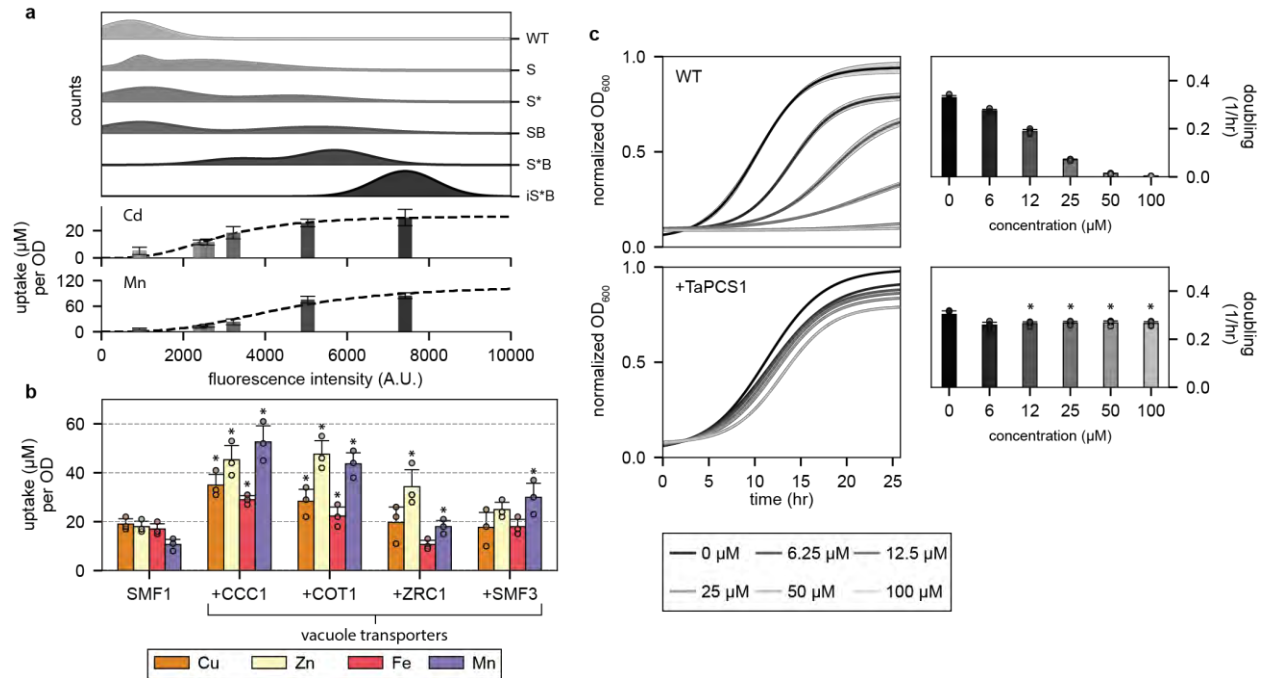 a
counts
WT
S
S*
SB
S*B
iS*B
Cd
20
0
Mn
120
60
0
uptake (µM)
per OD
0 2000 4000 6000 8000 10000
fluorescence intensity (A.U.)
b
uptake (µM)
per OD
60
40
20
0
* * * * * * * * * * *
SMF1 +CCC1 +COT1 +ZRC1 +SMF3
vacuole transporters
Cu Zn Fe Mn
c
normalized OD600
1.0
0.5
0.0
WT
0.4
0.2
0.0
doubling
(1/hr)
0 6 12 25 50 100
concentration (µM)
normalized OD600
1.0
0.5
0.0
+TaPCS1
0 5 10 15 20 25
time (hr)
* * * * *
0.4
0.2
0.0
doubling
(1/hr)
0 6 12 25 50 100
concentration (µM)
0 µM 6.25 µM 12.5 µM
25 µM 50 µM 100 µM